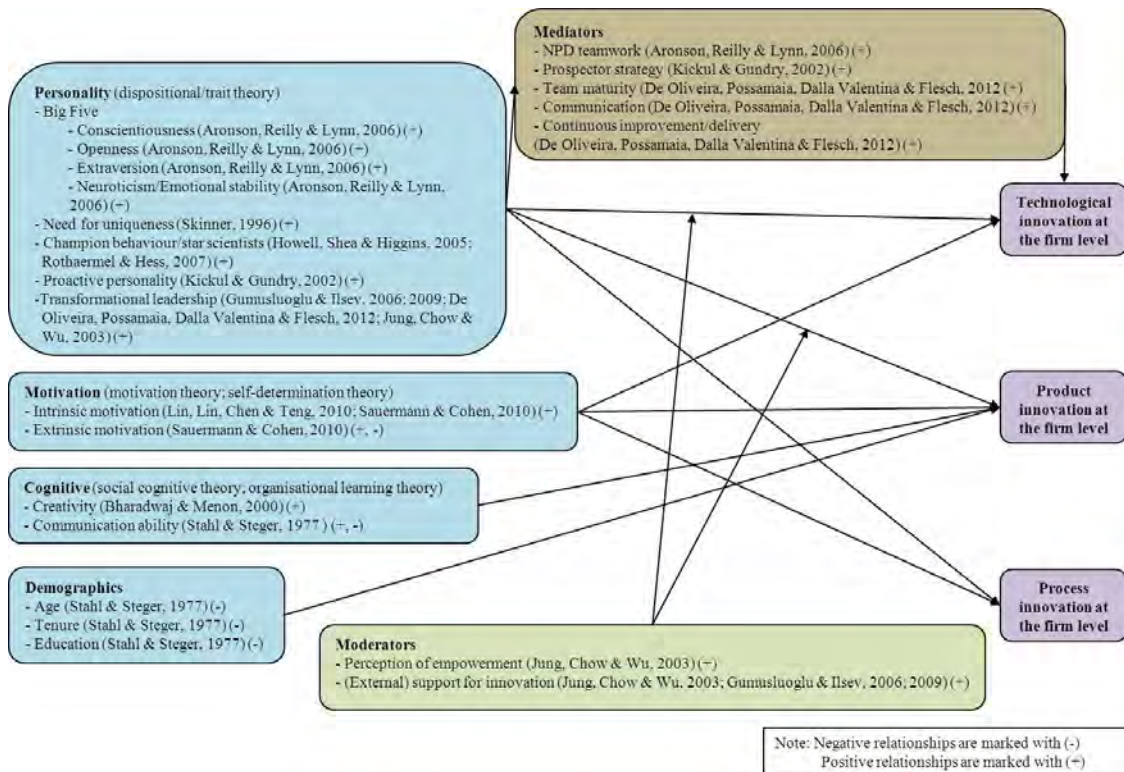 Personality (dispositional/trait theory)
- Big Five
- Conscientiousness (Aronson, Reilly & Lynn, 2006) (+)
- Openness (Aronson, Reilly & Lynn, 2006) (+)
- Extraversion (Aronson, Reilly & Lynn, 2006) (+)
- Neuroticism/Emotional stability (Aronson, Reilly & Lynn,
2006) (+)
- Need for uniqueness (Skinner, 1996) (+)
- Champion behaviour/star scientists (Howell, Shea & Higgins, 2005;
Rothaermel & Hess, 2007) (+)
- Proactive personality (Kickul & Gundry, 2002) (+)
-Transformational leadership (Gumusluoglu & Ilsev, 2006; 2009; De
Oliveira, Possamaia, Dalla Valentina & Flesch, 2012; Jung, Chow &
Wu, 2003) (+)
Motivation (motivation theory; self-determination theory)
- Intrinsic motivation (Lin, Lin, Chen & Teng, 2010; Sauermann & Cohen, 2010) (+)
- Extrinsic motivation (Sauermann & Cohen, 2010) (+, -)
Cognitive (social cognitive theory; organisational learning theory)
- Creativity (Bharadwaj & Menon, 2000) (+)
- Communication ability (Stahl & Steger, 1977 ) (+, -)
Demographics
- Age (Stahl & Steger, 1977) (-)
- Tenure (Stahl & Steger, 1977) (-)
- Education (Stahl & Steger, 1977) (-)
Mediators
- NPD teamwork (Aronson, Reilly & Lynn, 2006) (+)
- Prospector strategy (Kickul & Gundry, 2002) (+)
- Team maturity (De Oliveira, Possamaia, Dalla Valentina & Flesch, 2012 (+)
- Communication (De Oliveira, Possamaia, Dalla Valentina & Flesch, 2012) (+)
- Continuous improvement/delivery
(De Oliveira, Possamaia, Dalla Valentina & Flesch, 2012) (+)
Technological
innovation at
the firm level
Product
innovation at
the firm level
Process
innovation at
the firm level
Moderators
- Perception of empowerment (Jung, Chow & Wu, 2003) (+)
- (External) support for innovation (Jung, Chow & Wu, 2003; Gumusluoglu & Ilsev, 2006; 2009) (+)
Note: Negative relationships are marked with (-)
Positive relationships are marked with (+)